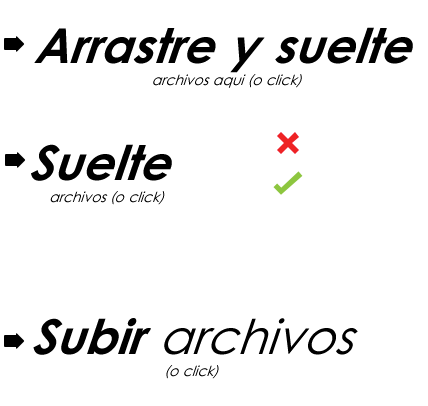 Arrastre y suelte
archivos aqui (o click)
Suelte
archivos (o click)
Subir archivos
(o click)